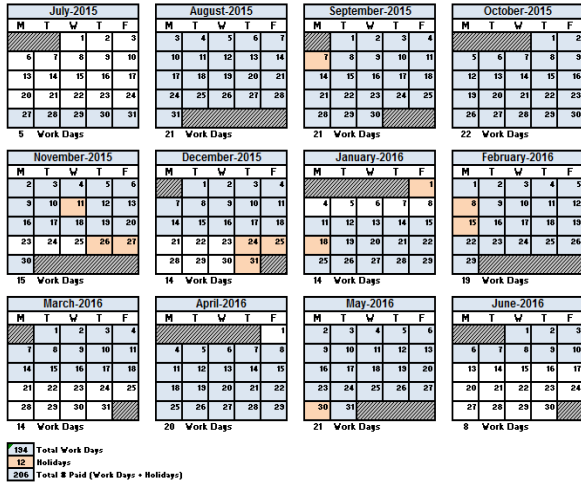 July-2015 August-2015 September-2015 October-2015
M T W T F M T W T F M T W T F M T W T F
1 2 3 3 4 5 6 7 1 2 3 4 1 2
6 7 8 9 10 10 11 12 13 14 7 8 9 10 11 5 6 7 8 9
13 14 15 16 17 17 18 19 20 21 14 15 16 17 18 12 13 14 15 16
20 21 22 23 24 24 25 26 27 28 21 22 23 24 25 19 20 21 22 23
27 28 29 30 31 31 28 29 30 26 27 28 29 30
5 Work Days 21 Work Days 21 Work Days 22 Work Days
November-2015 December-2015 January-2016 February-2016
M T W T F M T W T F M T W T F M T W T F
2 3 4 5 6 1 2 3 4 1 1 2 3 4 5
9 10 11 12 13 7 8 9 10 11 4 5 6 7 8 8 9 10 11 12
16 17 18 19 20 14 15 16 17 18 11 12 13 14 15 15 16 17 18 19
23 24 25 26 27 21 22 23 24 25 18 19 20 21 22 22 23 24 25 26
30 28 29 30 31 25 26 27 28 29 29
15 Work Days 14 Work Days 14 Work Days 19 Work Days
March-2016 April-2016 May-2016 June-2016
M T W T F M T W T F M T W T F M T W T F
1 2 3 4 1 2 3 4 5 6 1 2 3
7 8 9 10 11 4 5 6 7 8 9 10 11 12 13 6 7 8 9 10
14 15 16 17 18 11 12 13 14 15 16 17 18 19 20 13 14 15 16 17
21 22 23 24 25 18 19 20 21 22 23 24 25 26 27 20 21 22 23 24
28 29 30 31 25 26 27 28 29 30 31 27 28 29 30
14 Work Days 20 Work Days 21 Work Days 8 Work Days
194 Total Work Days
12 Holidays
206 Total # Paid (Work Days + Holidays)